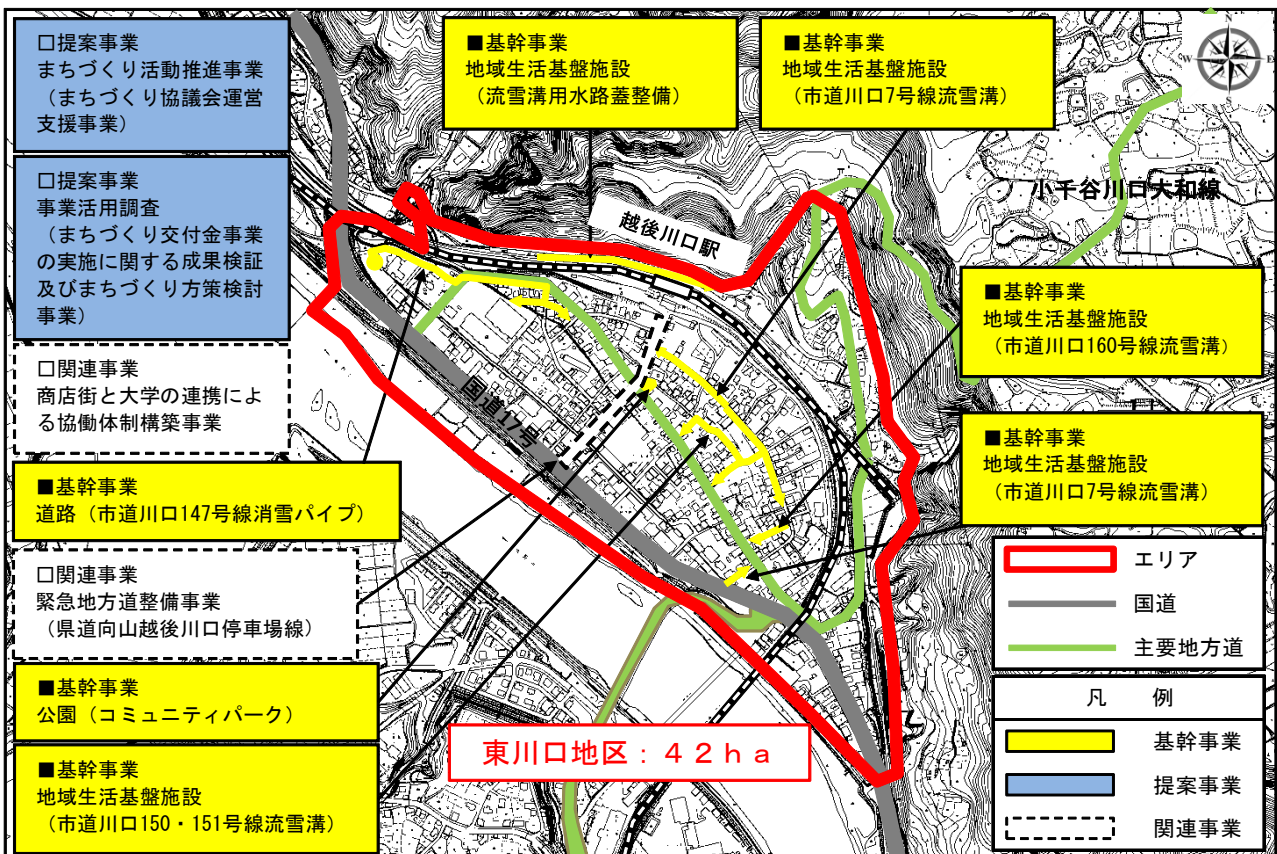 □提案事業
まちづくり活動推進事業
（まちづくり協議会運営
支援事業）
□提案事業
事業活用調査
（まちづくり交付金事業
の実施に関する成果検証
及びまちづくり方策検討
事業）
□関連事業
商店街と大学の連携によ
る協働体制構築事業
■基幹事業
道路（市道川口147号線消雪パイプ）
□関連事業
緊急地方道整備事業
（県道向山越後川口停車場線）
■基幹事業
公園（コミュニティパーク）
■基幹事業
地域生活基盤施設
（市道川口150・151号線流雪溝）
■基幹事業
地域生活基盤施設
（流雪溝用水路蓋整備）
■基幹事業
地域生活基盤施設
（市道川口7号線流雪溝）
N
W
E
S
小千谷川口大和線
越後川口駅
国道17号
■基幹事業
地域生活基盤施設
（市道川口160号線流雪溝）
■基幹事業
地域生活基盤施設
（市道川口7号線流雪溝）
東川口地区：４２ｈａ
エリア
国道
主要地方道
凡　例
基幹事業
提案事業
関連事業